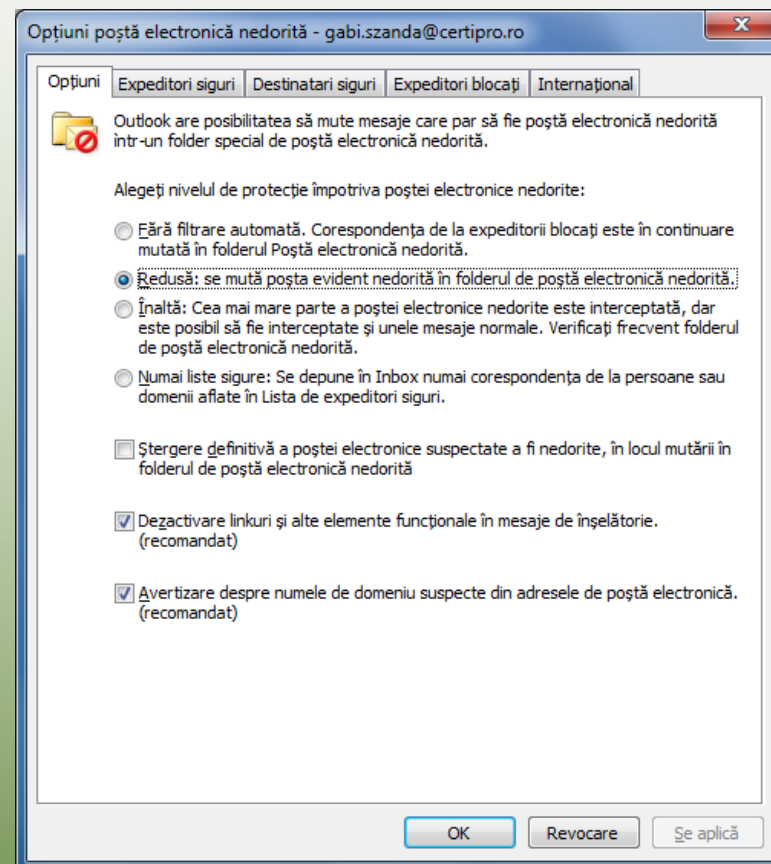 Opțiuni poștă electronică nedorită - gabi.szanda@certipro.ro
Opțiuni
Expeditori siguri
Destinatari siguri
Expeditori blocați
Internațional
Outlook are posibilitatea să mute mesaje care par să fie poștă electronică nedorită
într-un folder special de poștă electronică nedorită.
Alegeți nivelul de protecție împotriva poștei electronice nedorite:
Fără filtrare automată. Corespondența de la expeditorii blocați este în continuare
mutată în folderul Poștă electronică nedorită.
Redusă: se mută poșta evident nedorită în folderul de poștă electronică nedorită.
Înaltă: Cea mai mare parte a poștei electronice nedorite este interceptată, dar
este posibil să fie interceptate și unele mesaje normale. Verificați frecvent folderul
de poștă electronică nedorită.
Numai liste sigure: Se depune în Inbox numai corespondența de la persoane sau
domenii aflate în Lista de expeditori siguri.
Ștergere definitivă a poștei electronice suspectate a fi nedorite, în locul mutării în
folderul de poștă electronică nedorită
Dezactivare linkuri și alte elemente funcționale în mesaje de înșelătorie.
(recomandat)
Avertizare despre numele de domeniu suspecte din adresele de poștă electronică.
(recomandat)
OK
Revocare
Se aplică